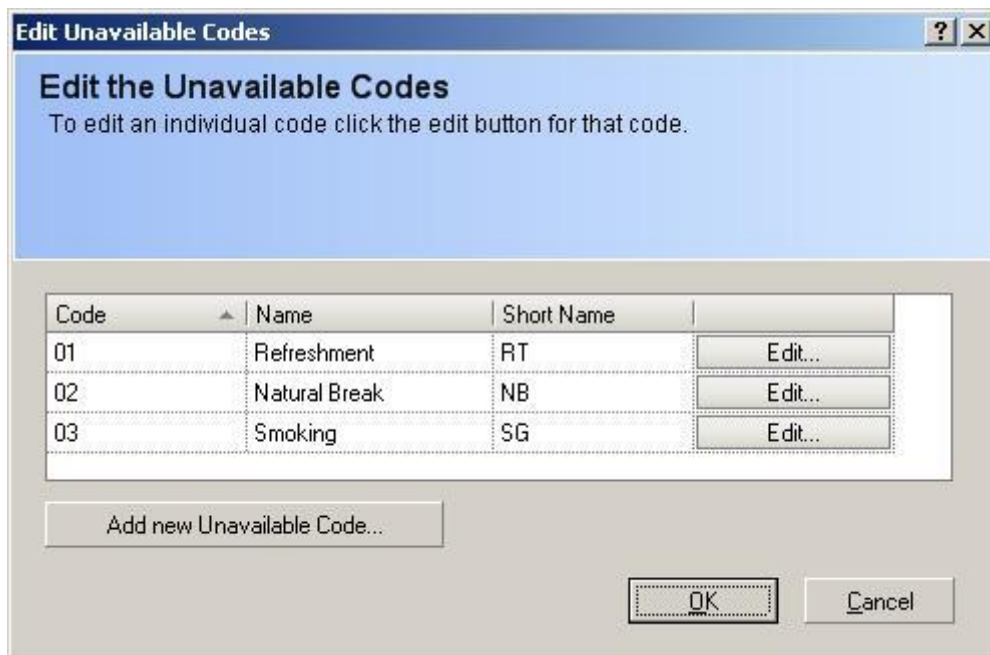 Edit Unavailable Codes
Edit the Unavailable Codes
To edit an individual code click the edit button for that code.
Code Name Short Name
01 Refreshment RT Edit...
02 Natural Break NB Edit...
03 Smoking SG Edit...
Add new Unavailable Code...
OK Cancel